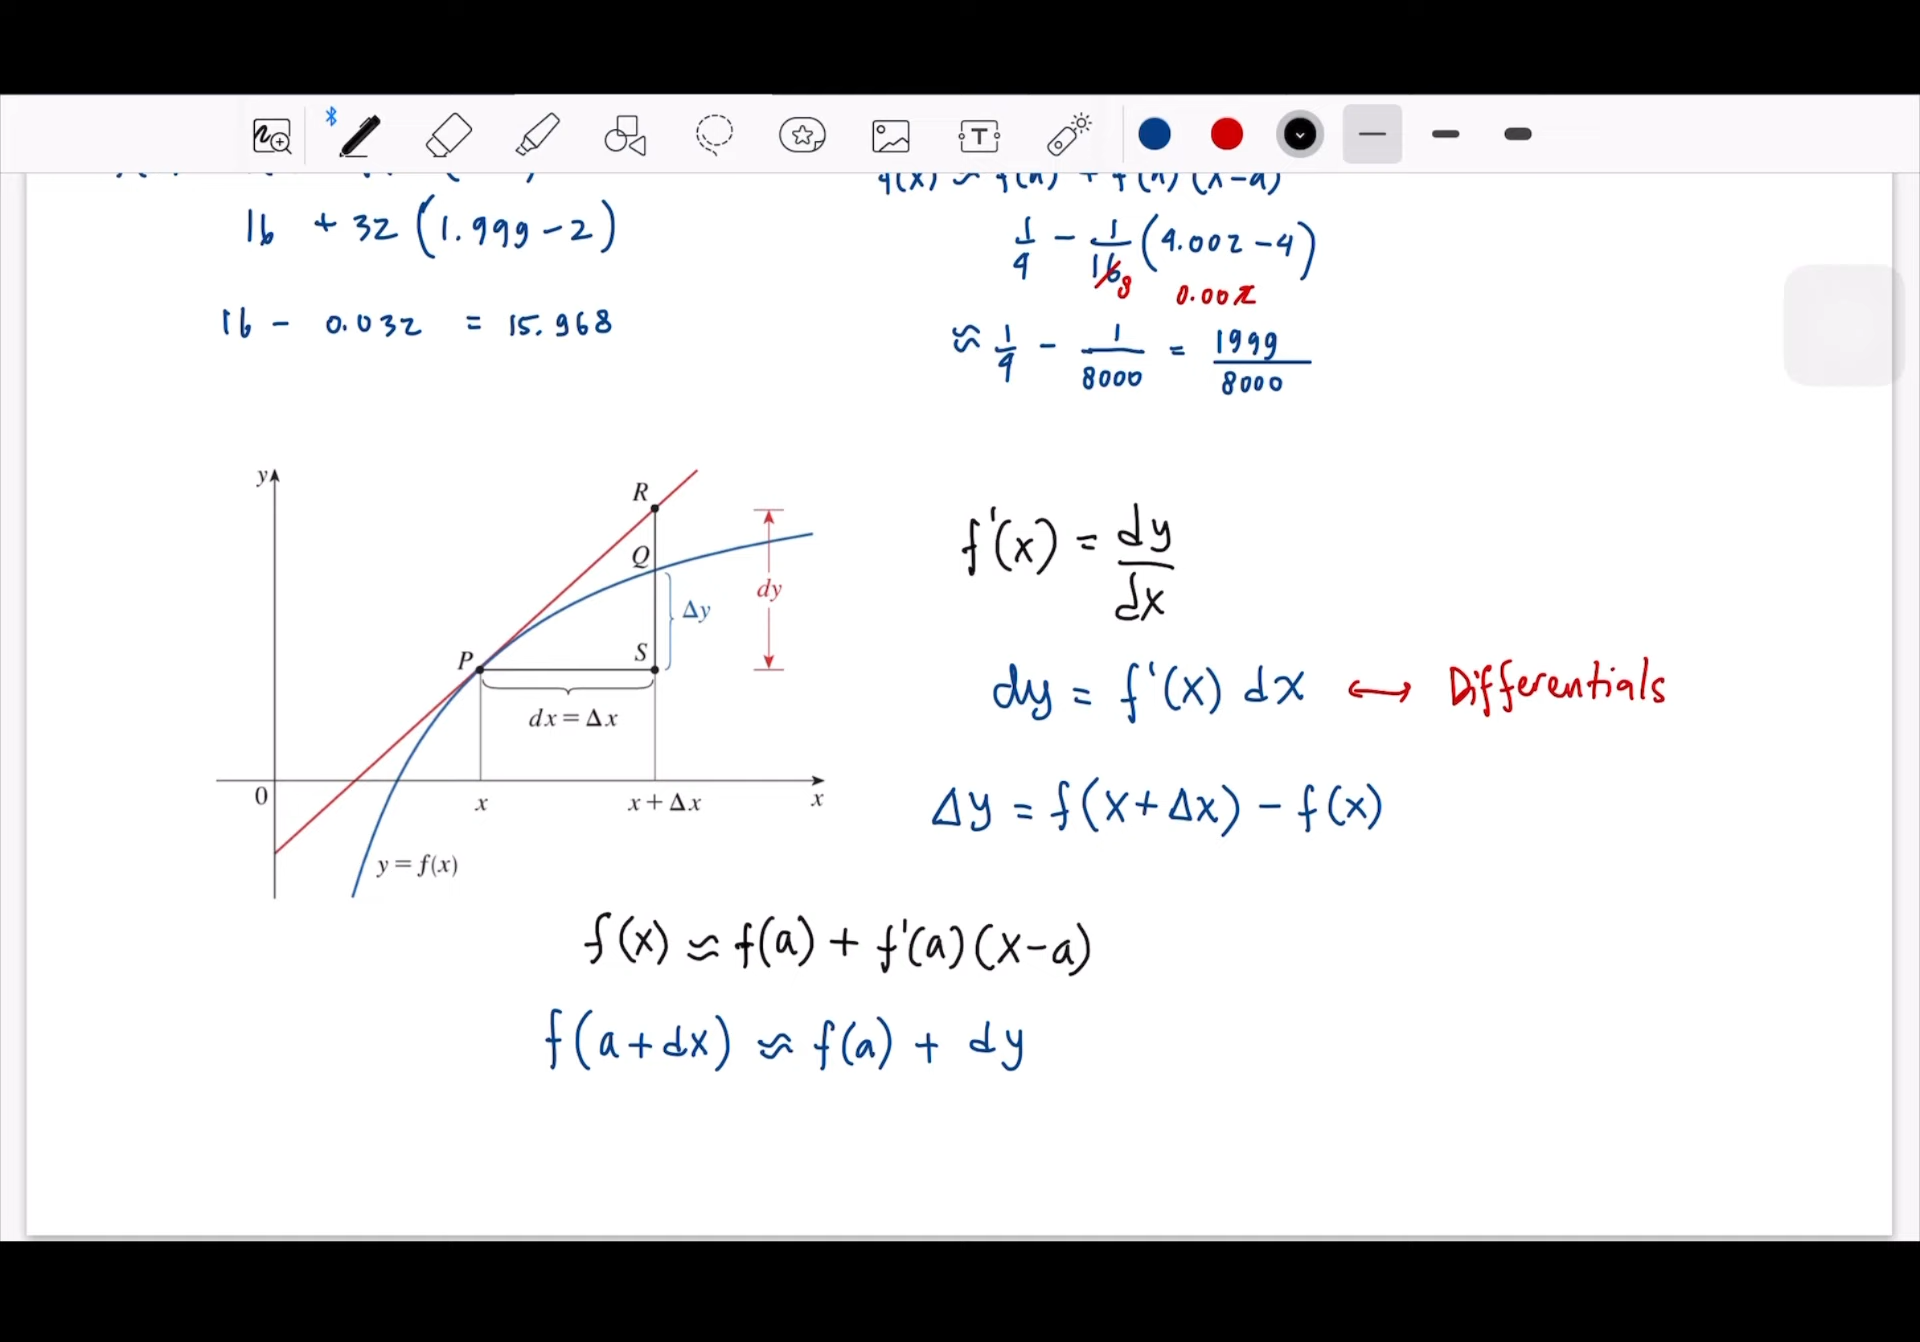 f(x) ≈ f(a) + f'(a) (x-a)
16 + 32 (1.999 - 2)
1/4 - 1/16 8 (4.002 - 4)
0.002
16 - 0.032 = 15.968
≈ 1/4 - 1/8000 = 1999/8000
y
R
Q
dy
Δy
P
S
dx = Δx
0
x
x + Δx
x
y = f(x)
f'(x) = dy/dx
dy = f'(x) dx ↔ Differentials
Δy = f(x+Δx) - f(x)
f(x) ≈ f(a) + f'(a)(x-a)
f(a+dx) ≈ f(a) + dy